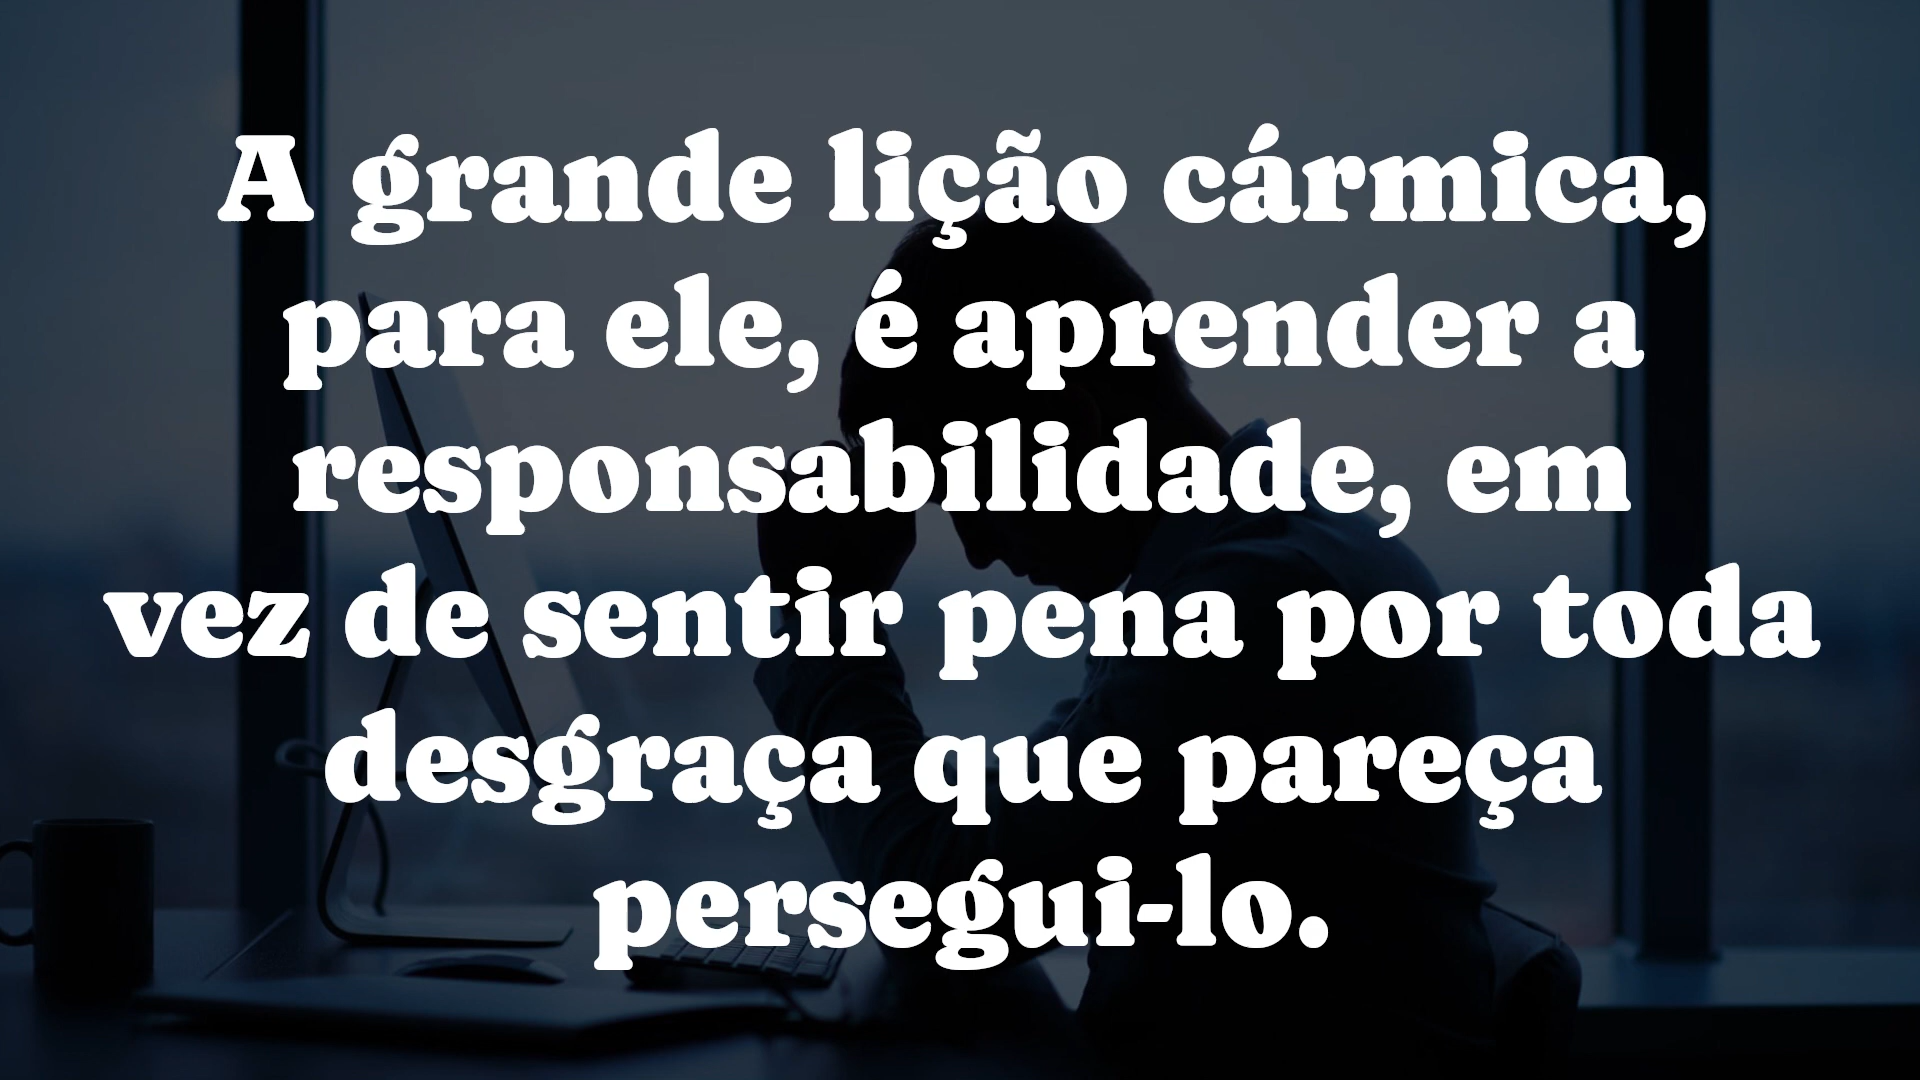 A grande lição cármica,
para ele, é aprender a
responsabilidade, em
vez de sentir pena por toda
desgraça que pareça
persegui-lo.